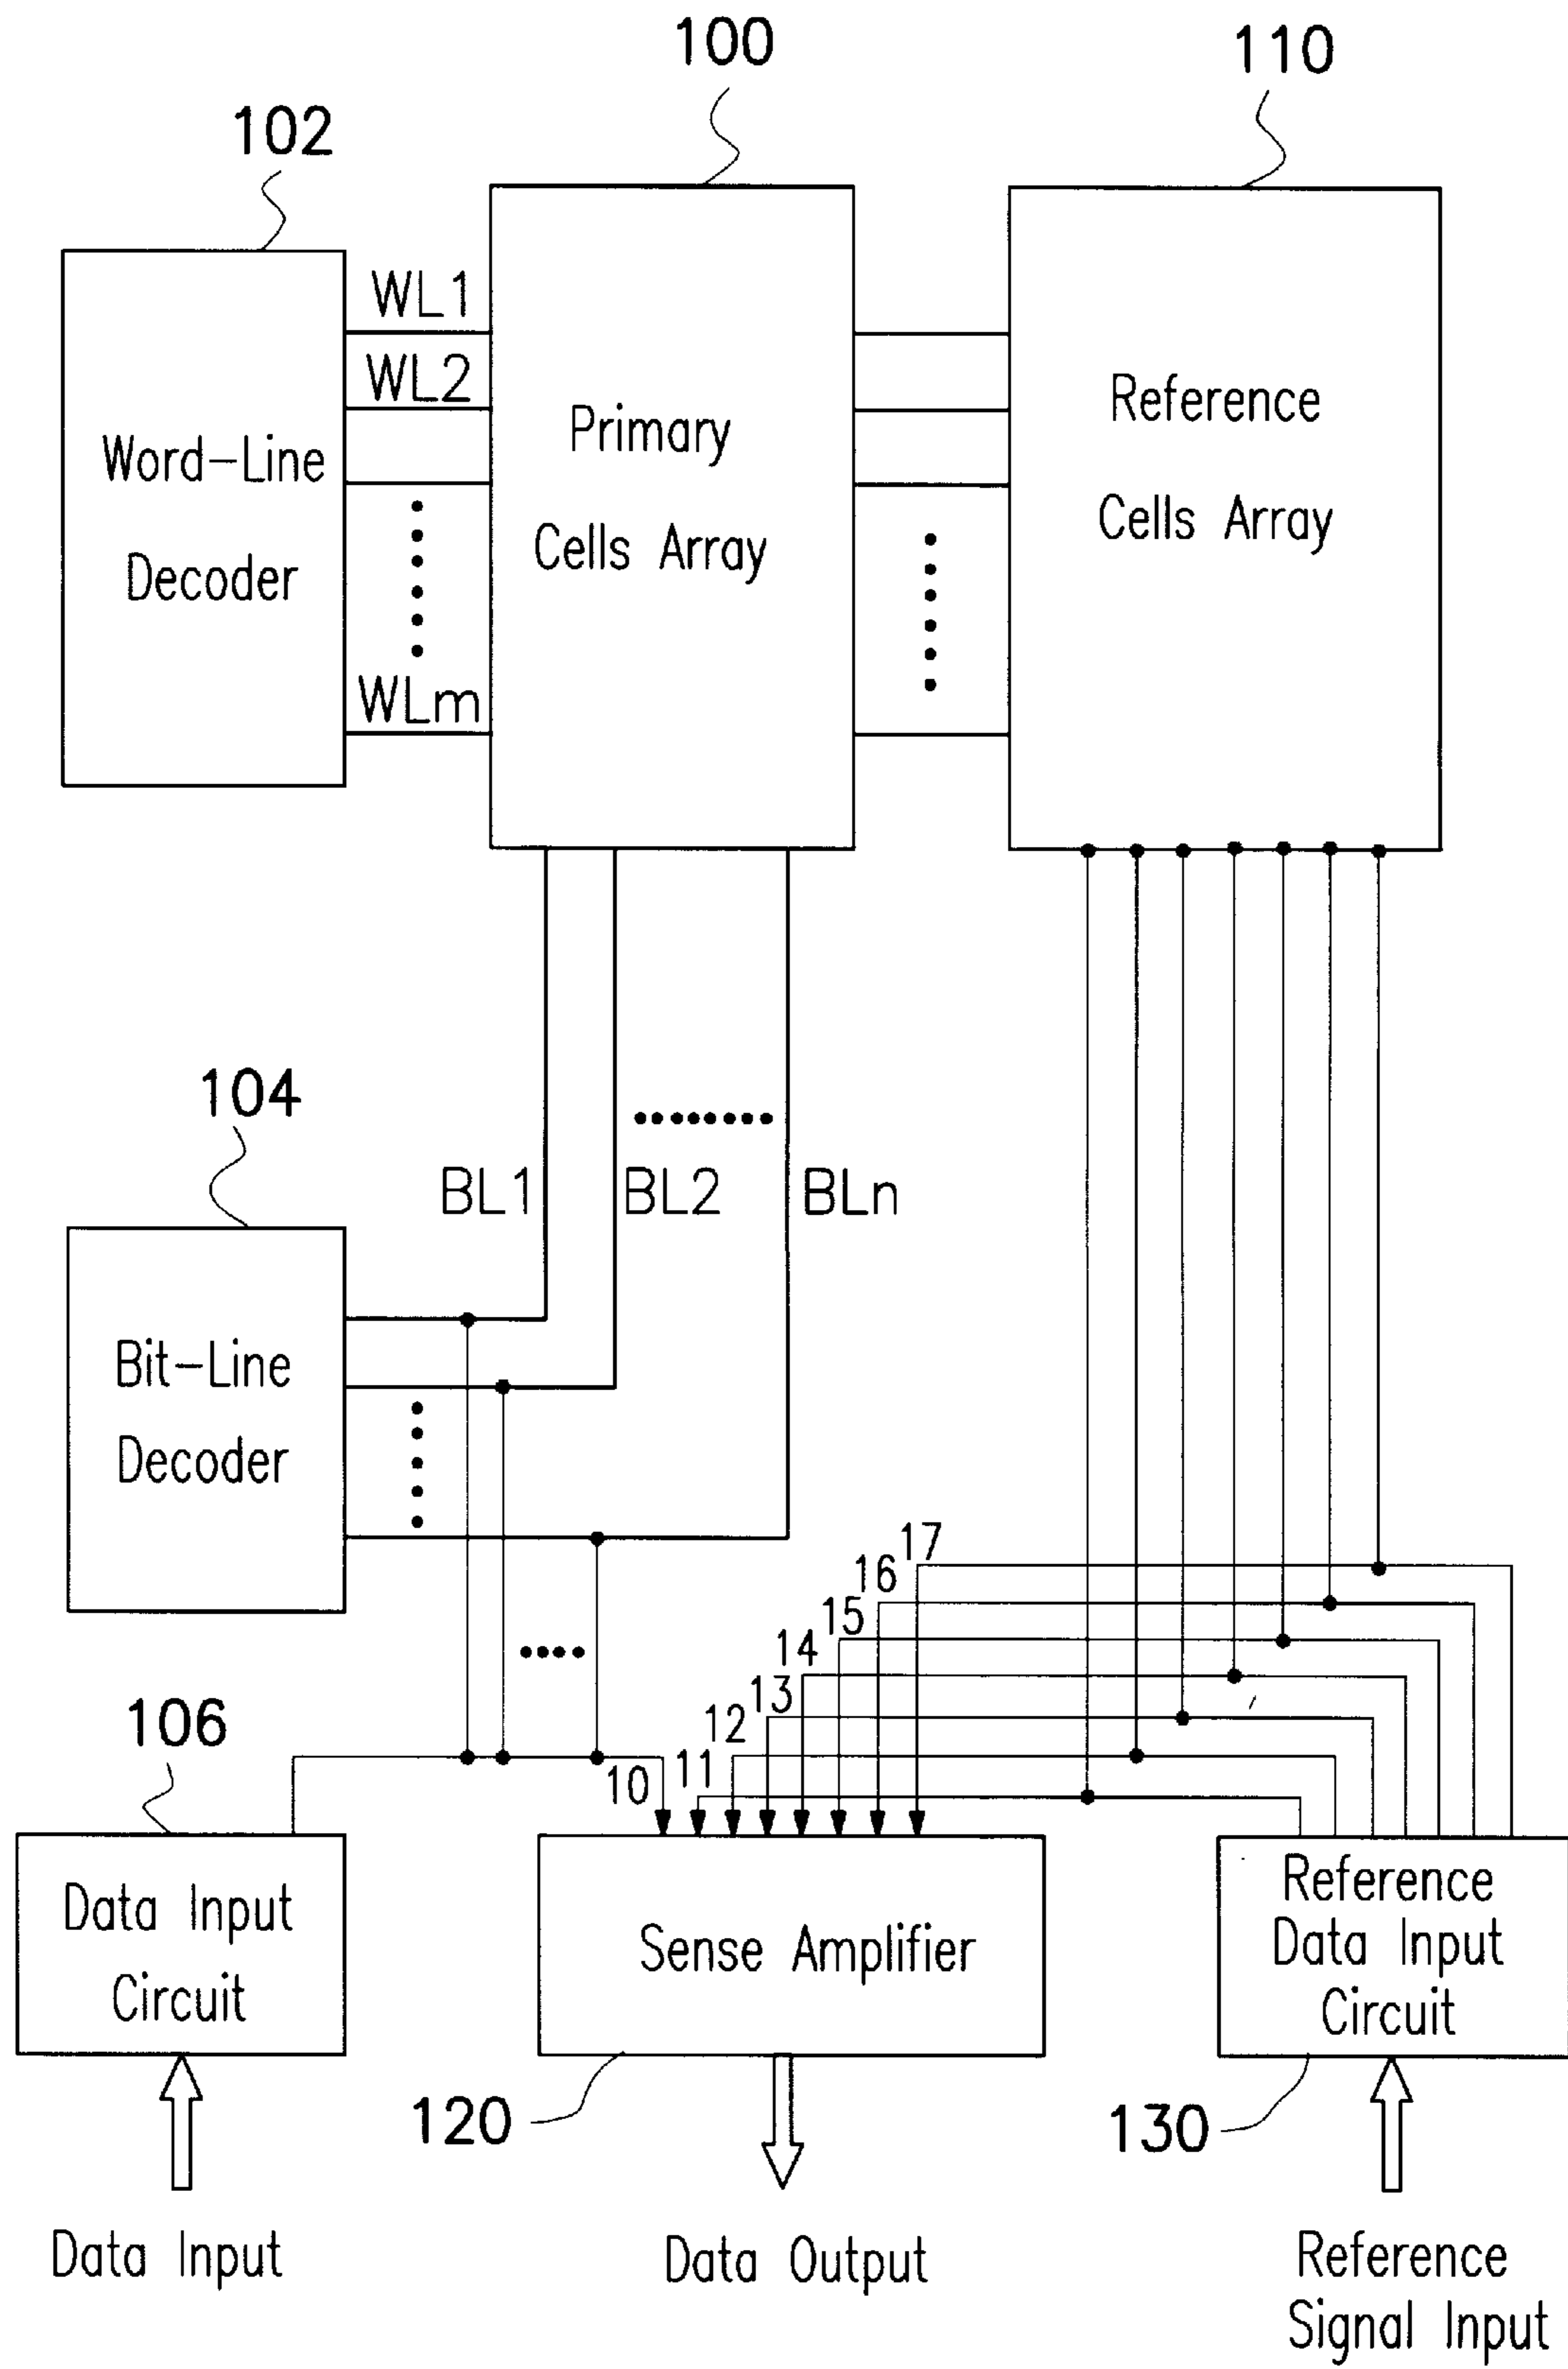 100
110
102
WL1
WL2
WLm
Word-Line
Decoder
Primary
Cells Array
Reference
Cells Array
104
BL1
BL2
BLn
Bit-Line
Decoder
17
16
15
14
13
12
11
10
106
Data Input
Circuit
Sense Amplifier
Reference
Data Input
Circuit
120
130
Data Input
Data Output
Reference
Signal Input